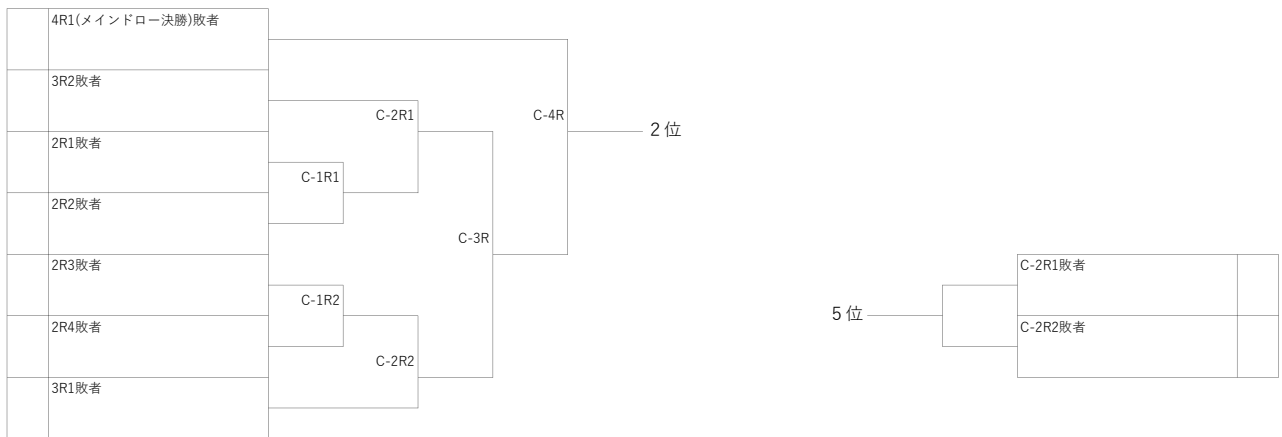 4R1(メインドロー決勝)敗者
3R2敗者
2R1敗者
2R2敗者
2R3敗者
2R4敗者
3R1敗者
C-1R1
C-1R2
C-2R1
C-2R2
C-3R
C-4R
2位
5位
C-2R1敗者
C-2R2敗者